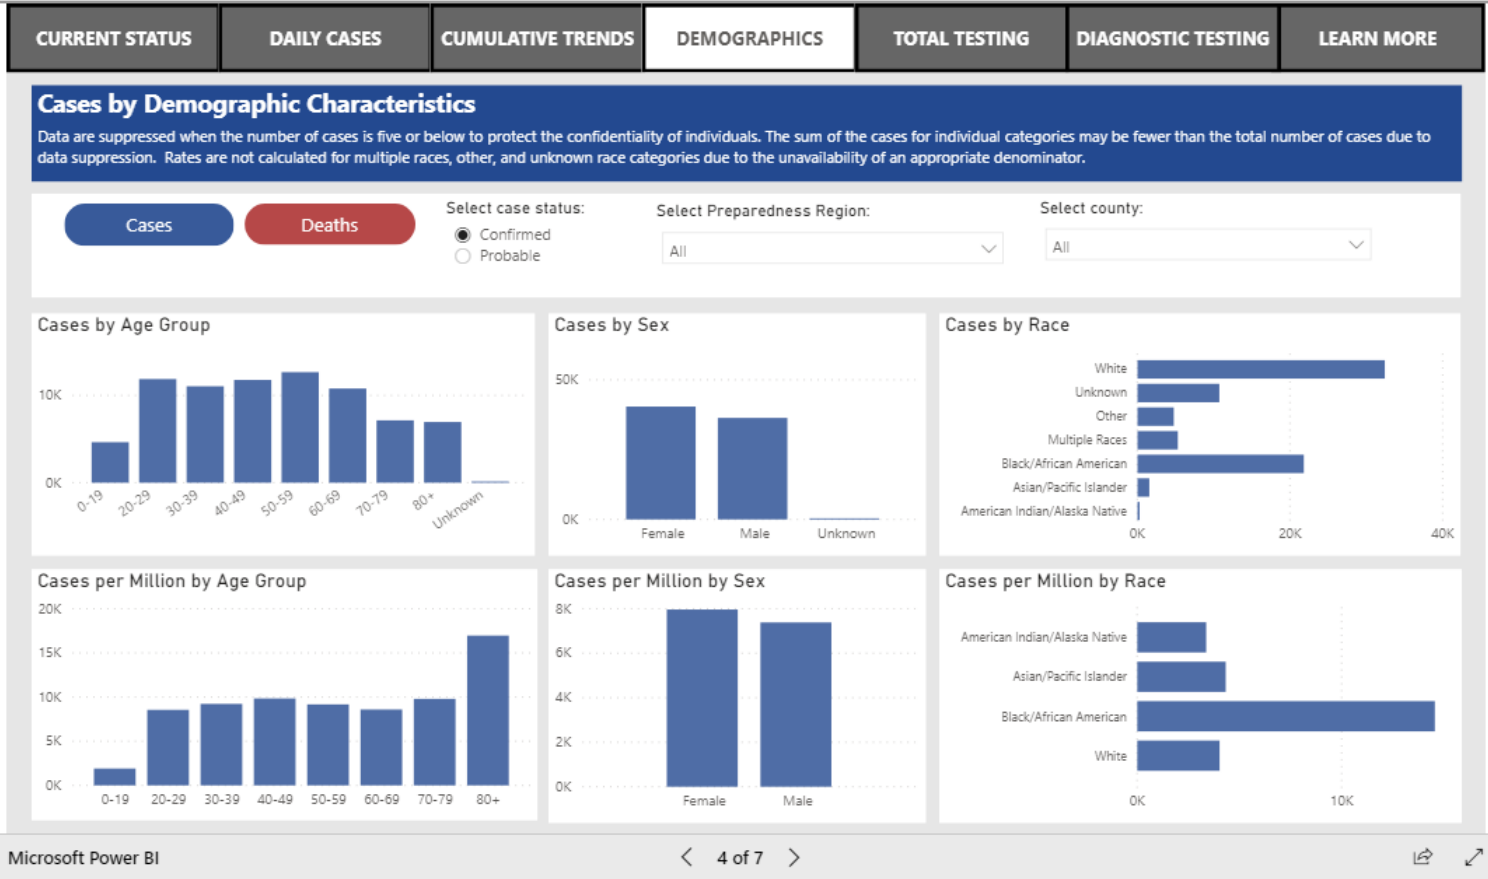 CURRENT STATUS
DAILY CASES
CUMULATIVE TRENDS
DEMOGRAPHICS
TOTAL TESTING
DIAGNOSTIC TESTING
LEARN MORE
Cases by Demographic Characteristics
Data are suppressed when the number of cases is five or below to protect the confidentiality of individuals. The sum of the cases for individual categories may be fewer than the total number of cases due to
data suppression.  Rates are not calculated for multiple races, other, and unknown race categories due to the unavailability of an appropriate denominator.
Cases
Deaths
Select case status:
Confirmed
Probable
Select Preparedness Region:
All
Select county:
All
Cases by Age Group
10K
0K
0-19
20-29
30-39
40-49
50-59
60-69
70-79
80+
Unknown
Cases by Sex
50K
0K
Female
Male
Unknown
Cases by Race
White
Unknown
Other
Multiple Races
Black/African American
Asian/Pacific Islander
American Indian/Alaska Native
0K
20K
40K
Cases per Million by Age Group
20K
15K
10K
5K
0K
0-19
20-29
30-39
40-49
50-59
60-69
70-79
80+
Cases per Million by Sex
8K
6K
4K
2K
0K
Female
Male
Cases per Million by Race
American Indian/Alaska Native
Asian/Pacific Islander
Black/African American
White
0K
10K
Microsoft Power BI
4 of 7